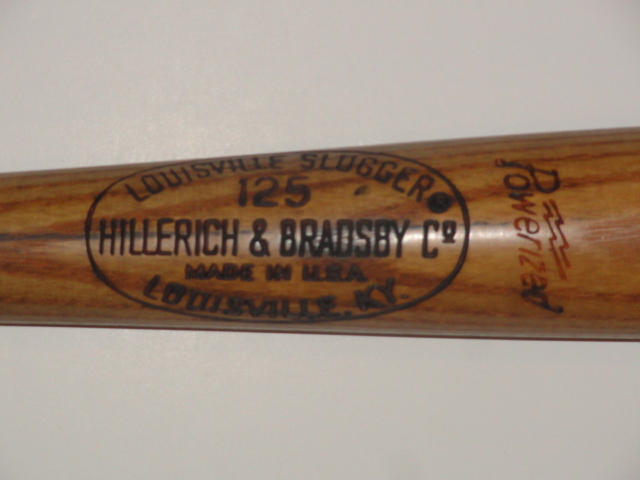 LOUISVILLE SLUGGER®
125
HILLERICH & BRADSBY Cº
MADE IN U.S.A.
LOUISVILLE, KY.
Powerized